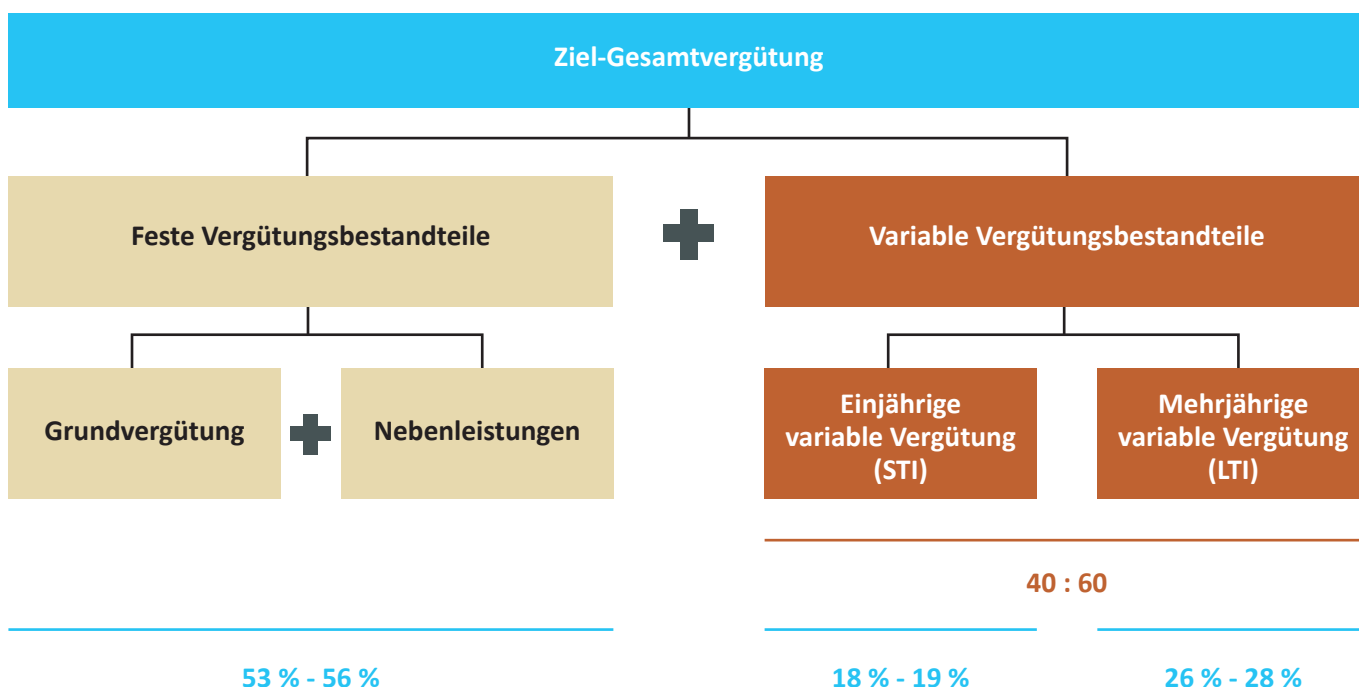 Ziel-Gesamtvergütung
Feste Vergütungsbestandteile
Variable Vergütungsbestandteile
Grundvergütung
Nebenleistungen
Einjährige
variable Vergütung
(STI)
Mehrjährige
variable Vergütung
(LTI)
40 : 60
53 % - 56 %
18 % - 19 %
26 % - 28 %